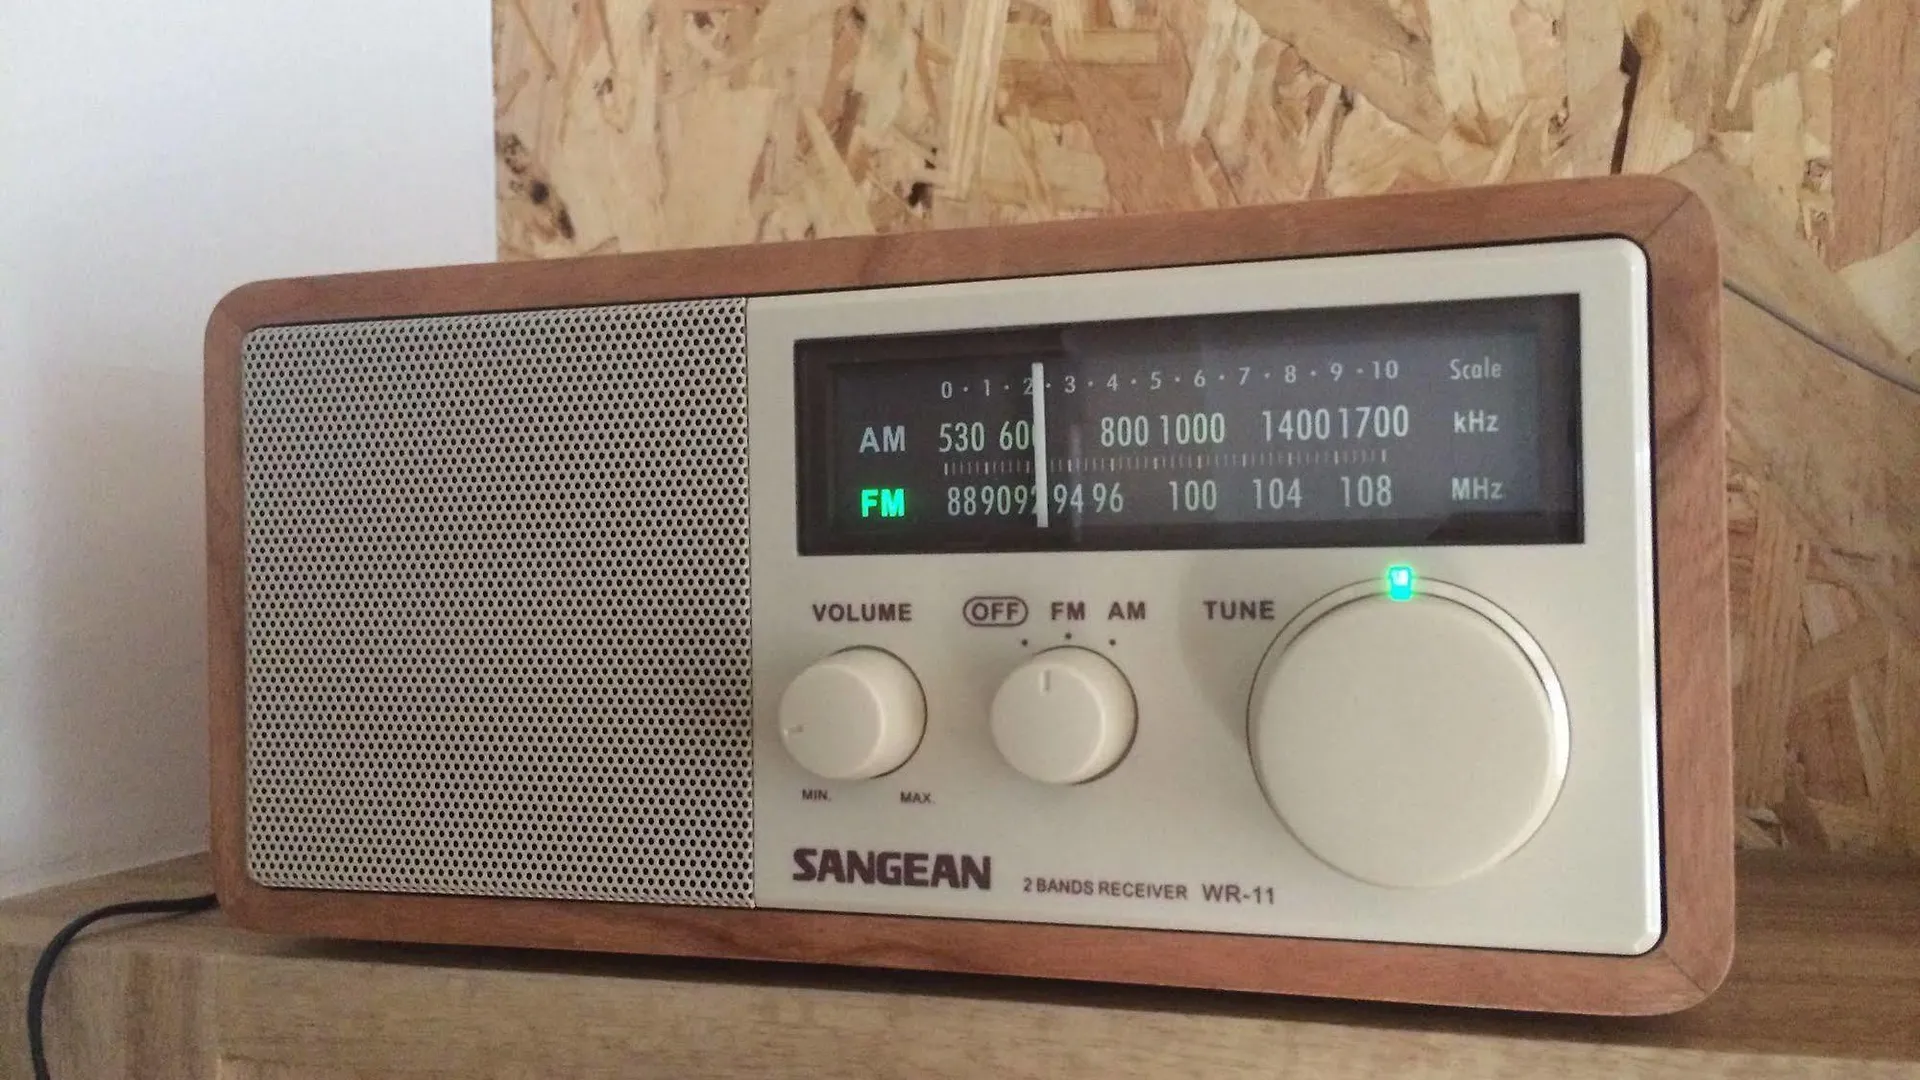 0 · 1 · 2 · 3 · 4 · 5 · 6 · 7 · 8 · 9 · 10 Scale
AM 530 600 800 1000 1400 1700 kHz
FM 88 90 92 94 96 100 104 108 MHz
VOLUME OFF FM AM TUNE
MIN. MAX.
SANGEAN 2 BANDS RECEIVER WR-11